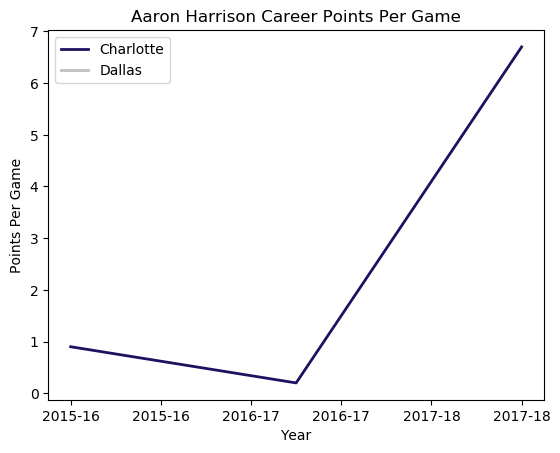 Aaron Harrison Career Points Per Game
Charlotte
Dallas
7
6
5
4
3
2
1
0
Points Per Game
2015-16 2015-16 2016-17 2016-17 2017-18 2017-18
Year